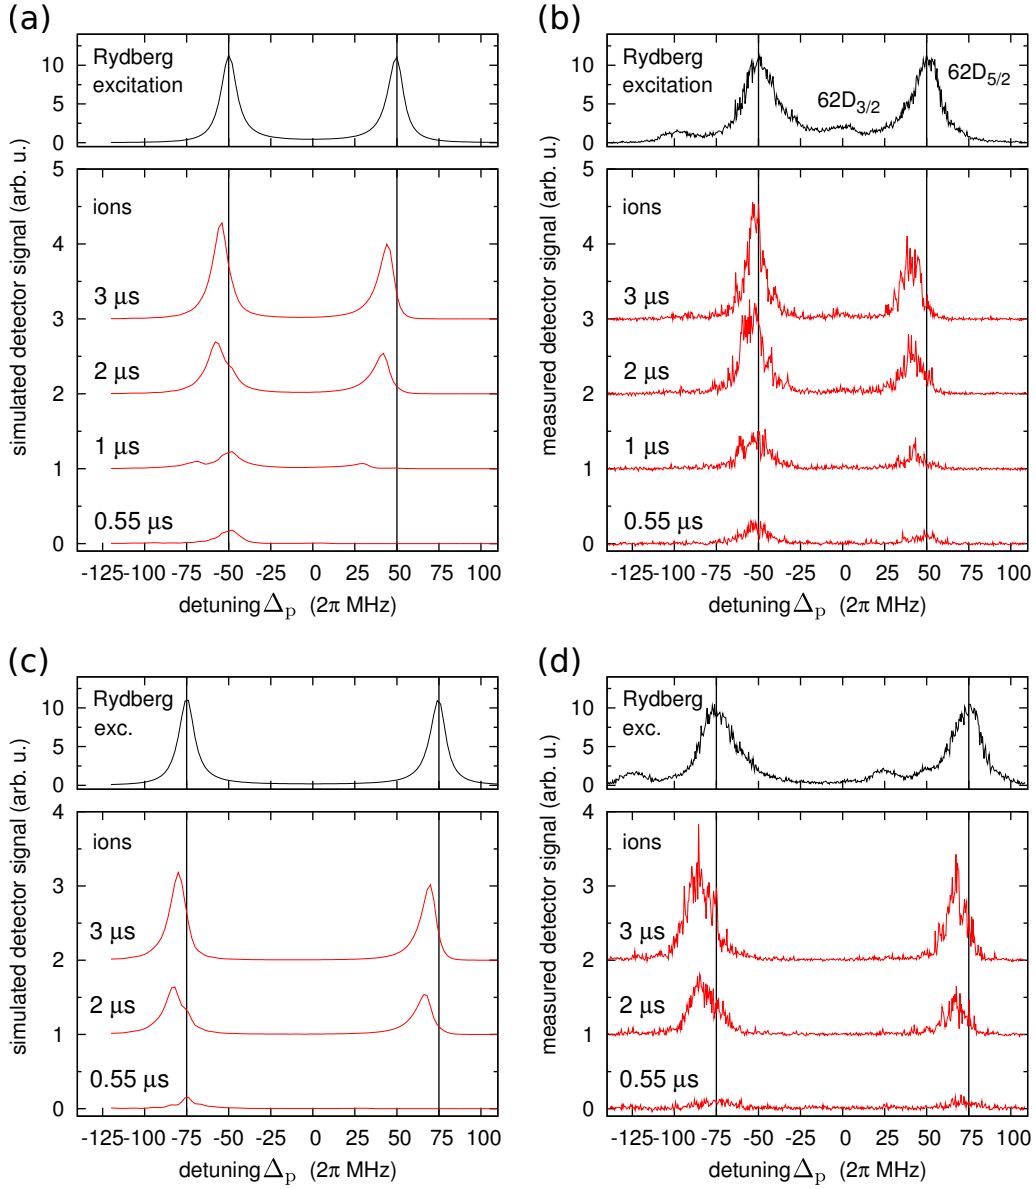 (a)
Rydberg
excitation
10
5
0
simulated detector signal (arb. u.)
5
4
3
2
1
0
ions
3 μs
2 μs
1 μs
0.55 μs
-125-100 -75 -50 -25 0 25 50 75 100
detuning Δp (2π MHz)
(b)
Rydberg
excitation
62D3/2
62D5/2
10
5
0
measured detector signal (arb. u.)
5
4
3
2
1
0
ions
3 μs
2 μs
1 μs
0.55 μs
-125-100 -75 -50 -25 0 25 50 75 100
detuning Δp (2π MHz)
(c)
Rydberg
exc.
10
5
0
simulated detector signal (arb. u.)
4
3
2
1
0
ions
3 μs
2 μs
0.55 μs
-125-100 -75 -50 -25 0 25 50 75 100
detuning Δp (2π MHz)
(d)
Rydberg
exc.
10
5
0
measured detector signal (arb. u.)
4
3
2
1
0
ions
3 μs
2 μs
0.55 μs
-125-100 -75 -50 -25 0 25 50 75 100
detuning Δp (2π MHz)